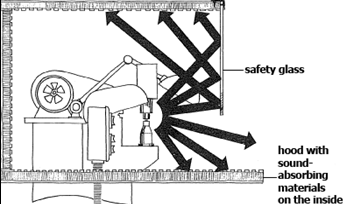 safety glass
hood with
sound-
absorbing
materials
on the inside